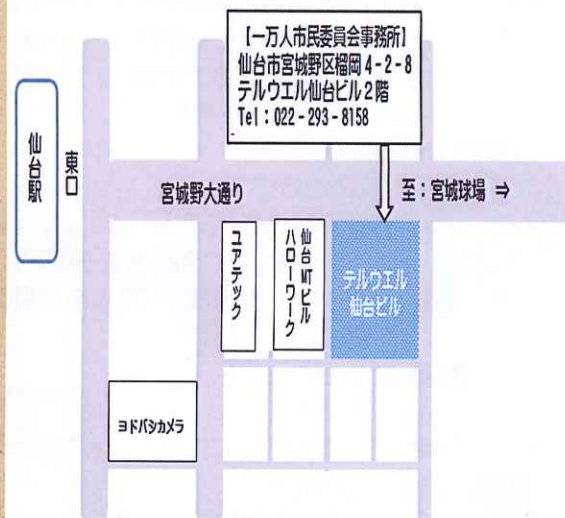 【一万人市民委員会事務所】
仙台市宮城野区榴岡4-2-8
テルウエル仙台ビル2階
Tel：022-293-8158
仙台駅
東口
宮城野大通り
至：宮城球場 ⇒
ユアテック
仙台MTビル
ハローワーク
テルウエル
仙台ビル
ヨドバシカメラ